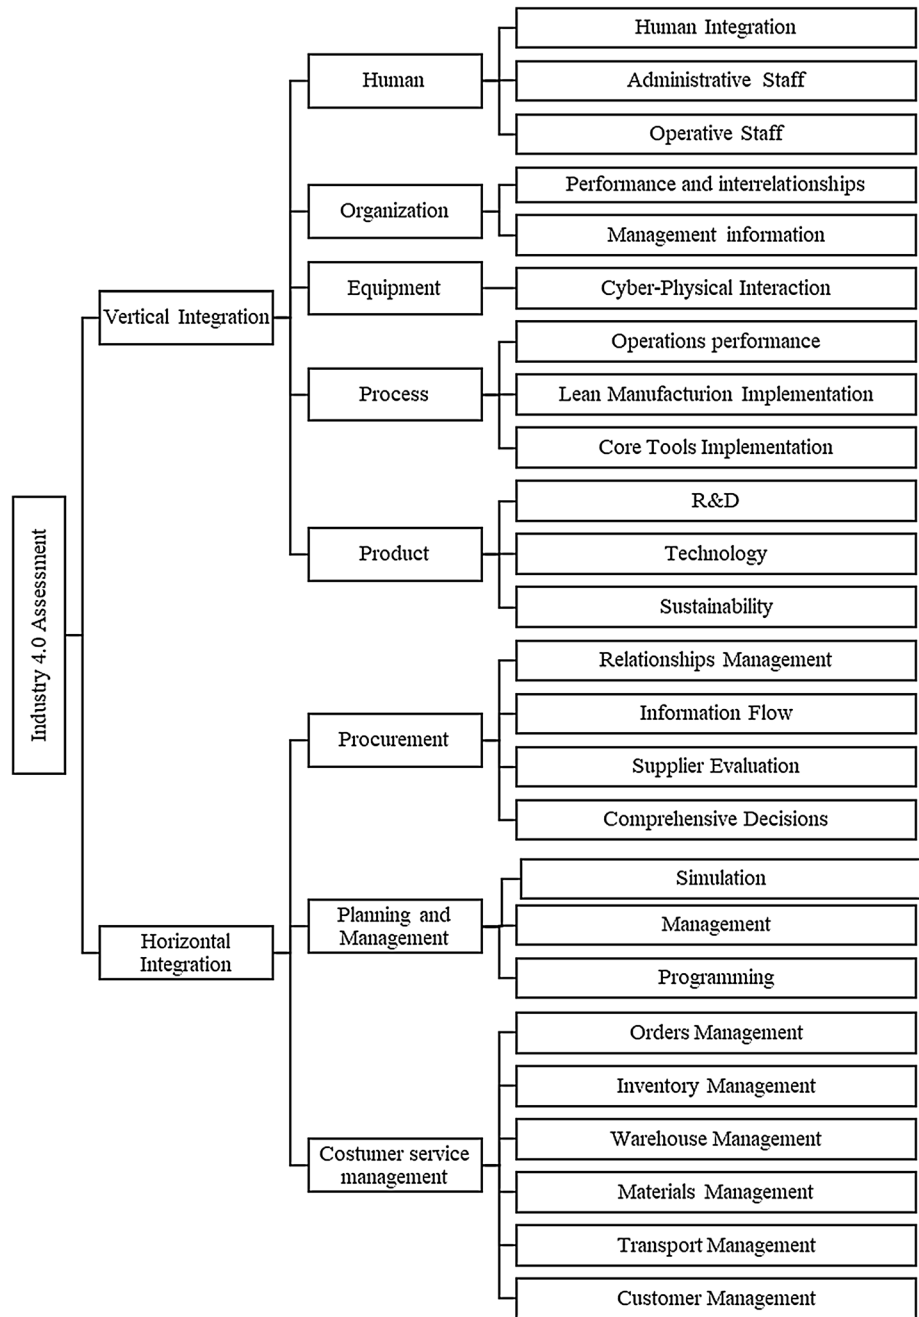 Industry 4.0 Assessment
Vertical Integration
Human
Human Integration
Administrative Staff
Operative Staff
Organization
Performance and interrelationships
Management information
Equipment
Cyber-Physical Interaction
Process
Operations performance
Lean Manufacturion Implementation
Core Tools Implementation
Product
R&D
Technology
Sustainability
Horizontal
Integration
Procurement
Relationships Management
Information Flow
Supplier Evaluation
Comprehensive Decisions
Planning and
Management
Simulation
Management
Programming
Costumer service
management
Orders Management
Inventory Management
Warehouse Management
Materials Management
Transport Management
Customer Management